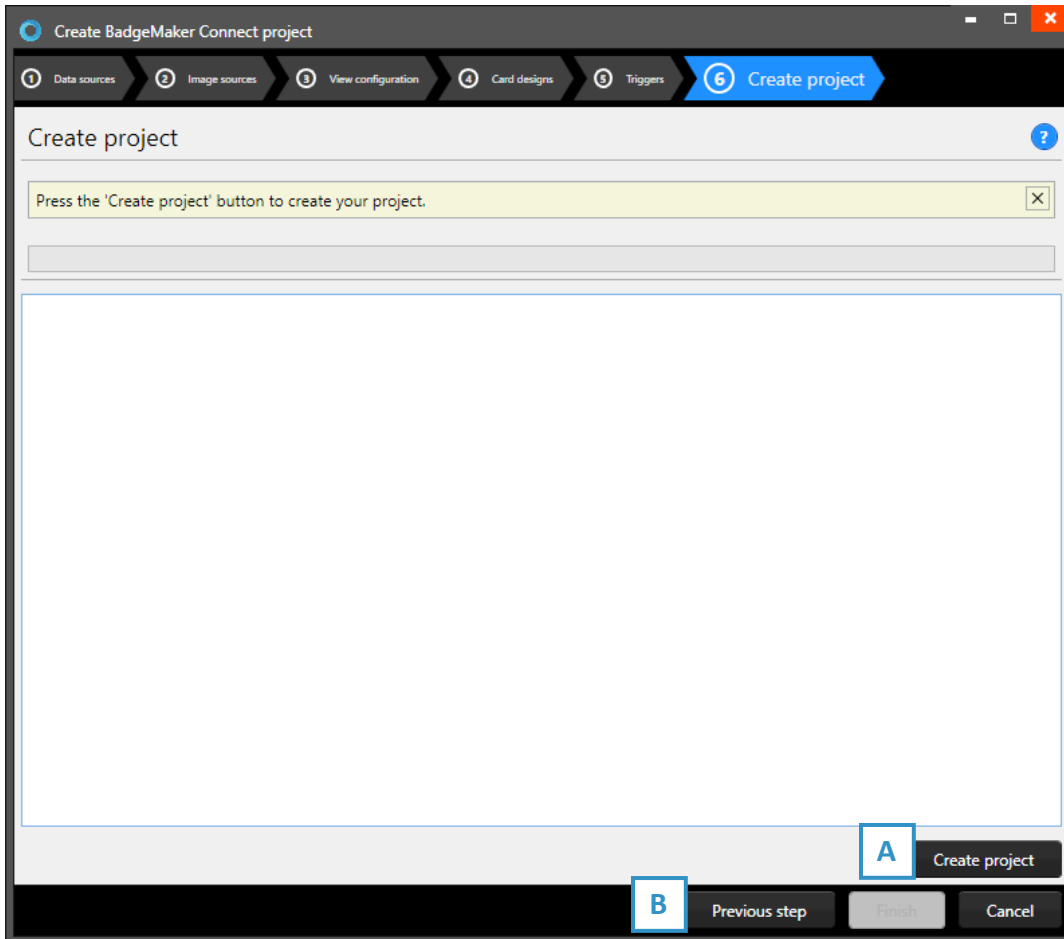 Create BadgeMaker Connect project
1 Data sources 2 Image sources 3 View configuration 4 Card designs 5 Triggers 6 Create project
Create project ?
Press the 'Create project' button to create your project.
A Create project
B Previous step Finish Cancel